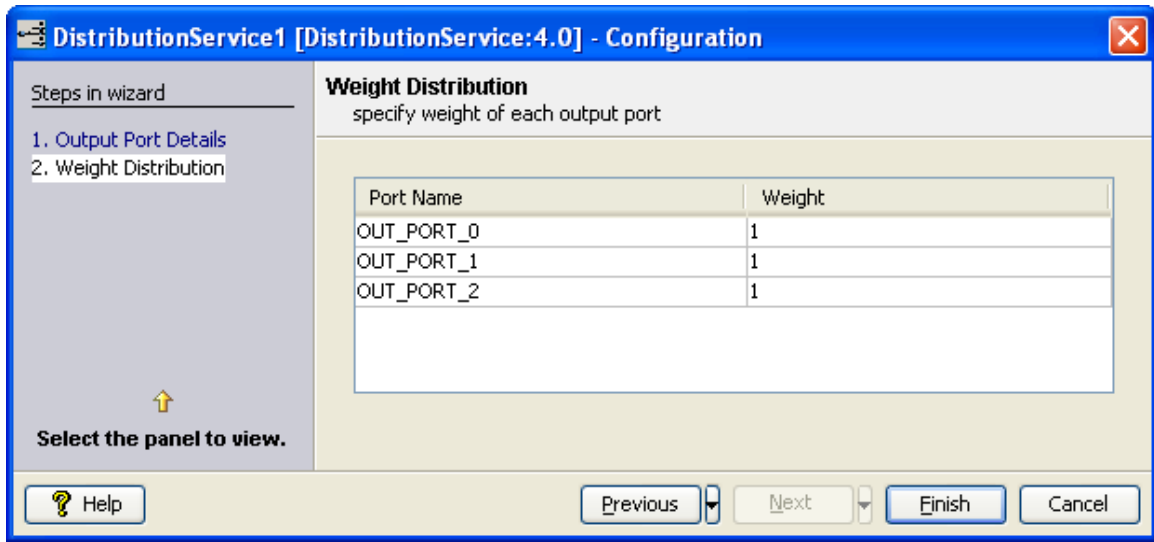 DistributionService1 [DistributionService:4.0] - Configuration
Steps in wizard
1. Output Port Details
2. Weight Distribution
Select the panel to view.
Weight Distribution
specify weight of each output port
Port Name Weight
OUT_PORT_0 1
OUT_PORT_1 1
OUT_PORT_2 1
Help Previous Next Finish Cancel